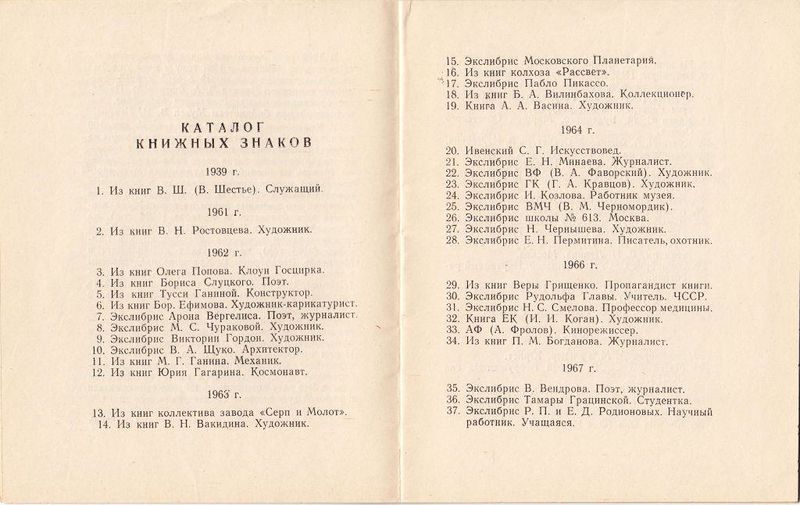 КАТАЛОГ
КНИЖНЫХ ЗНАКОВ
1939 г.
1. Из книг В. Ш. (В. Шестье). Служащий.
1961 г.
2. Из книг В. Н. Ростовцева. Художник.
1962 г.
3. Из книг Олега Попова. Клоун Госцирка.
4. Из книг Бориса Слуцкого. Поэт.
5. Из книг Тусси Ганиной. Конструктор.
6. Из книг Бор. Ефимова. Художник-карикатурист.
7. Экслибрис Арона Вергелиса. Поэт, журналист.
8. Экслибрис М. С. Чураковой. Художник.
9. Экслибрис Виктории Гордон. Художник.
10. Экслибрис В. А. Щуко. Архитектор.
11. Из книг М. Г. Ганина. Механик.
12. Из книг Юрия Гагарина. Космонавт.
1963 г.
13. Из книг коллектива завода «Серп и Молот».
14. Из книг В. Н. Вакидина. Художник.
15. Экслибрис Московского Планетария.
16. Из книг колхоза «Рассвет».
17. Экслибрис Пабло Пикассо.
18. Из книг Б. А. Вилинбахова. Коллекционер.
19. Книга А. А. Васина. Художник.
1964 г.
20. Ивенский С. Г. Искусствовед.
21. Экслибрис Е. Н. Минаева. Журналист.
22. Экслибрис ВФ (В. А. Фаворский). Художник.
23. Экслибрис ГК (Г. А. Кравцов). Художник.
24. Экслибрис И. Козлова. Работник музея.
25. Экслибрис ВМЧ (В. М. Черномордик).
26. Экслибрис школы № 613. Москва.
27. Экслибрис Н. Чернышева. Художник.
28. Экслибрис Е. Н. Пермитина. Писатель, охотник.
1966 г.
29. Из книг Веры Грищенко. Пропагандист книги.
30. Экслибрис Рудольфа Главы. Учитель. ЧССР.
31. Экслибрис Н. С. Смелова. Профессор медицины.
32. Книга ЕК (И. И. Коган). Художник.
33. АФ (А. Фролов). Кинорежиссер.
34. Из книг П. М. Богданова. Журналист.
1967 г.
35. Экслибрис В. Вендрова. Поэт, журналист.
36. Экслибрис Тамары Грацинской. Студентка.
37. Экслибрис Р. П. и Е. Д. Родионовых. Научный
работник. Учащаяся.